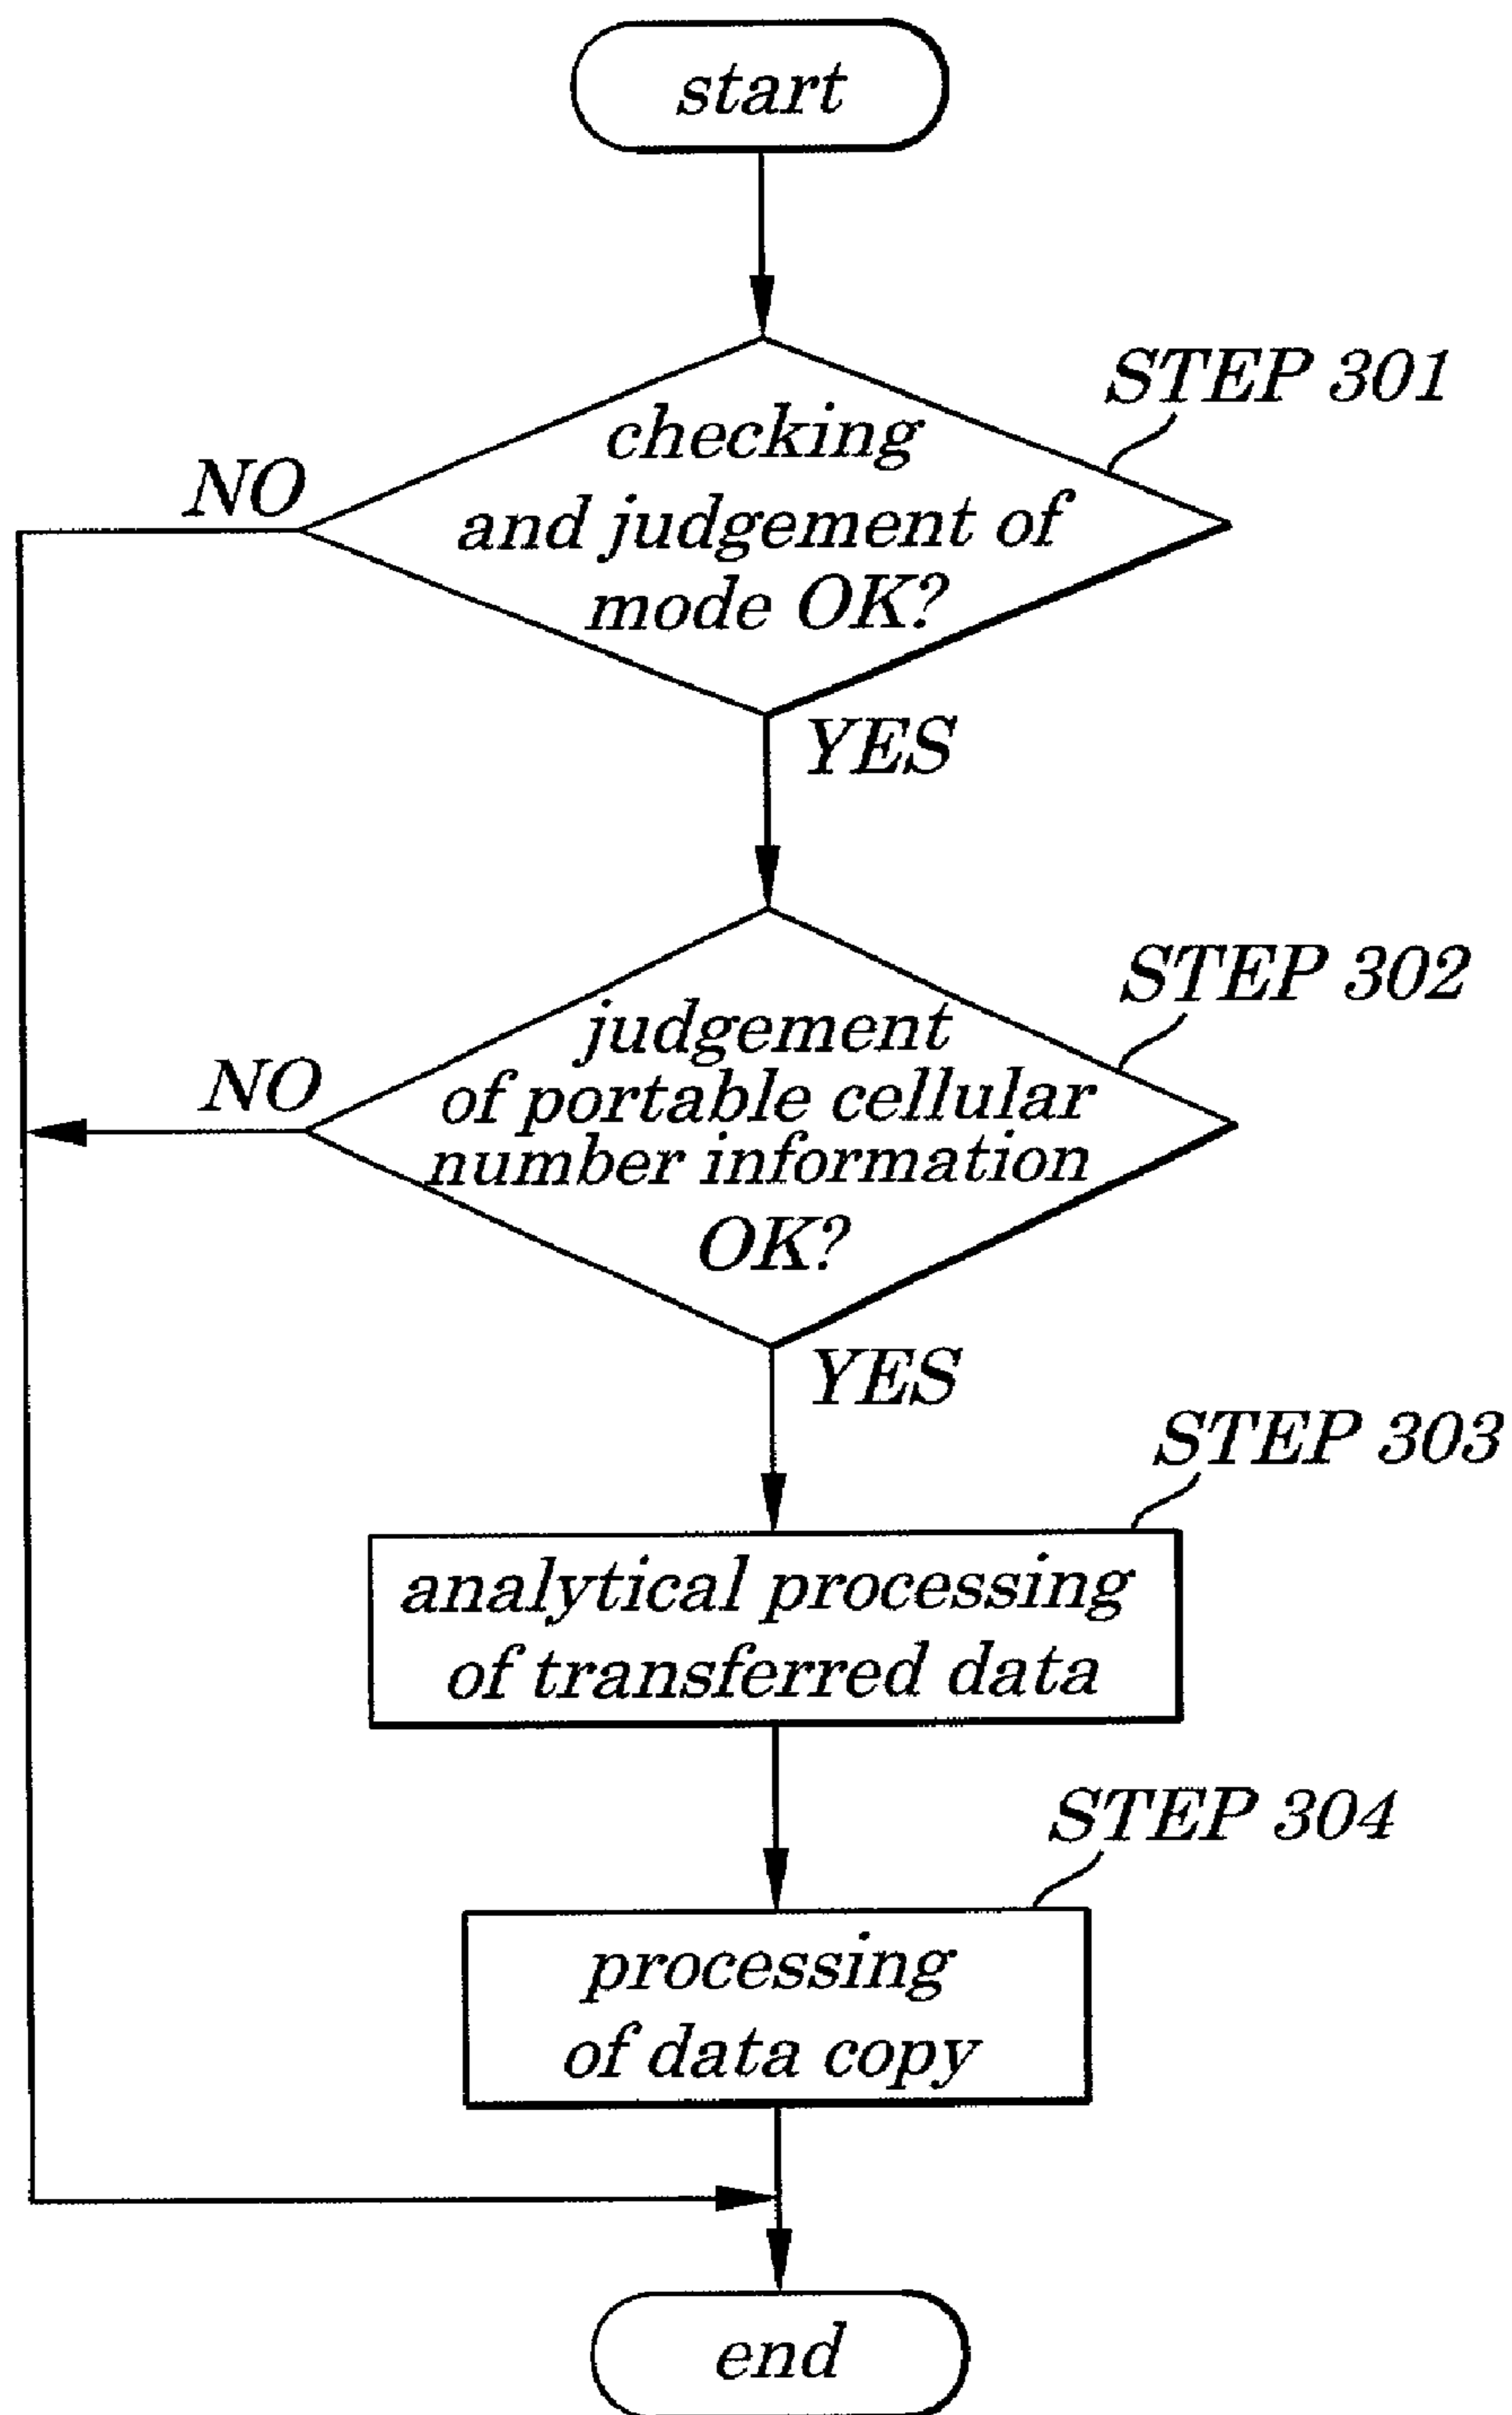 start
STEP 301
checking
and judgement of
mode OK?
NO
YES
STEP 302
judgement
of portable cellular
number information
OK?
NO
YES
STEP 303
analytical processing
of transferred data
STEP 304
processing
of data copy
end